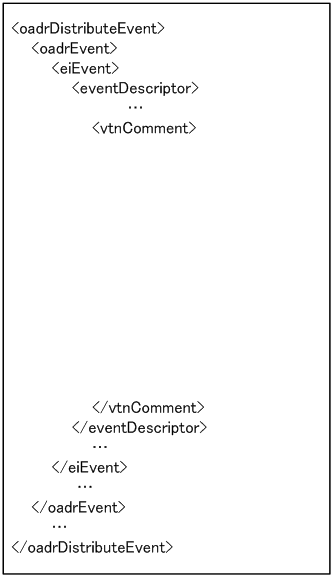 <oadrDistributeEvent>
<oadrEvent>
<eiEvent>
<eventDescriptor>
…
<vtnComment>
</vtnComment>
</eventDescriptor>
…
</eiEvent>
…
</oadrEvent>
…
</oadrDistributeEvent>